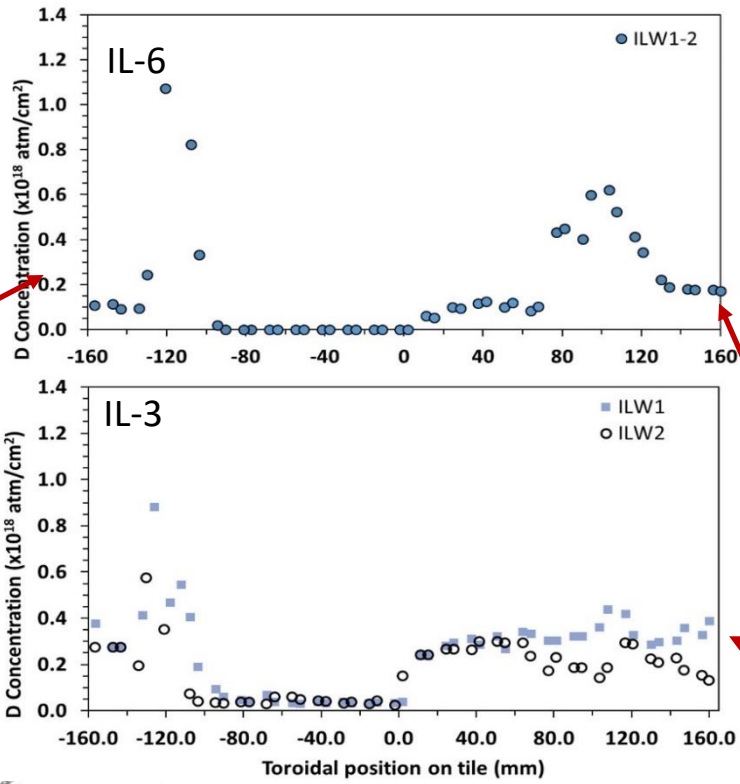 D Concentration (x10¹⁸ atm/cm²)
1.4
1.2
1.0
0.8
0.6
0.4
0.2
0.0
IL-6
ILW1-2
-160 -120 -80 -40 0 40 80 120 160
D Concentration (x10¹⁸ atm/cm²)
1.4
1.2
1.0
0.8
0.6
0.4
0.2
0.0
IL-3
ILW1
ILW2
-160.0 -120.0 -80.0 -40.0 0.0 40.0 80.0 120.0 160.0
Toroidal position on tile (mm)